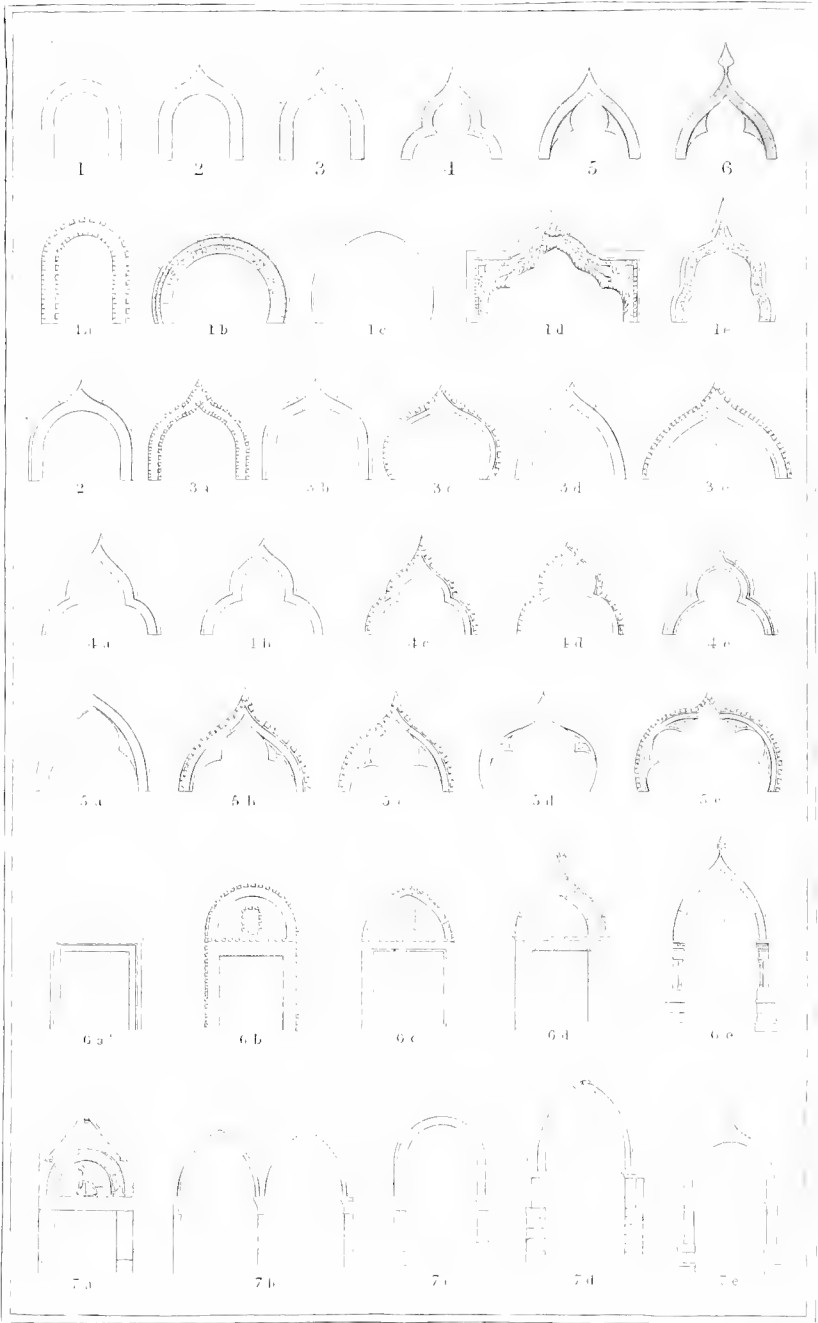 1 2 3 4 5 6
1 a 1 b 1 c 1 d 1 e
2 3 a 3 b 3 c 3 d 3 e
4 a 4 b 4 c 4 d 4 e
5 a 5 b 5 c 5 d 5 e
6 a 6 b 6 c 6 d 6 e
7 a 7 b 7 c 7 d 7 e